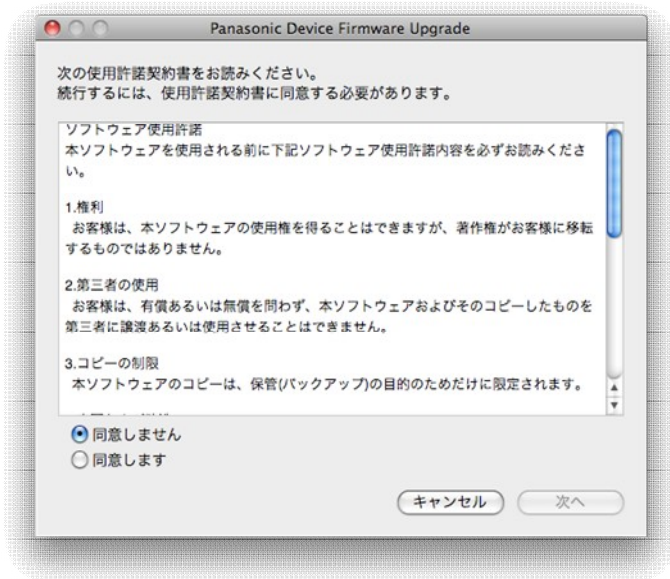 Panasonic Device Firmware Upgrade
次の使用許諾契約書をお読みください。
続行するには、使用許諾契約書に同意する必要があります。
ソフトウェア使用許諾
本ソフトウェアを使用される前に下記ソフトウェア使用許諾内容を必ずお読みくださ
い。
1.権利
お客様は、本ソフトウェアの使用権を得ることはできますが、著作権がお客様に移転
するものではありません。
2.第三者の使用
お客様は、有償あるいは無償を問わず、本ソフトウェアおよびそのコピーしたものを
第三者に譲渡あるいは使用させることはできません。
3.コピーの制限
本ソフトウェアのコピーは、保管(バックアップ)の目的のためだけに限定されます。
同意しません
同意します
キャンセル
次へ